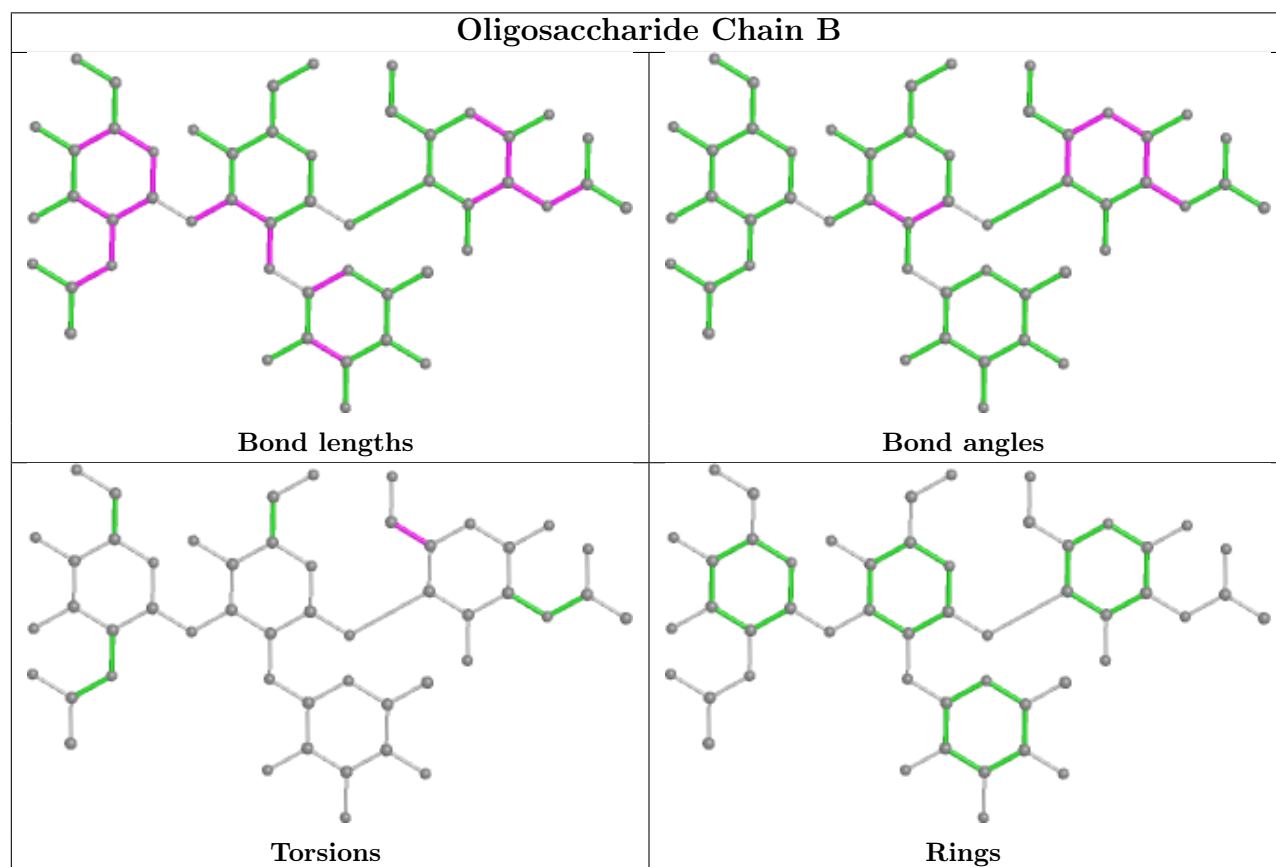 Oligosaccharide Chain B
Bond lengths
Bond angles
Torsions
Rings